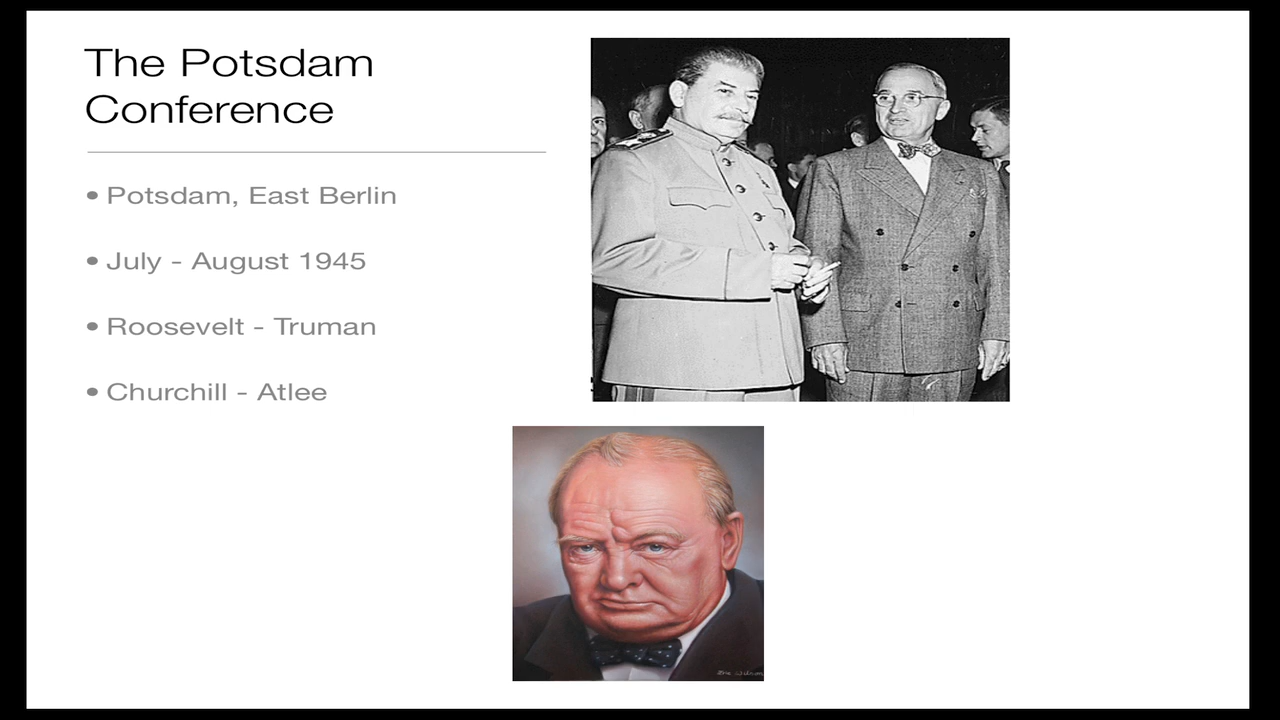 The Potsdam
Conference
• Potsdam, East Berlin
• July - August 1945
• Roosevelt - Truman
• Churchill - Atlee